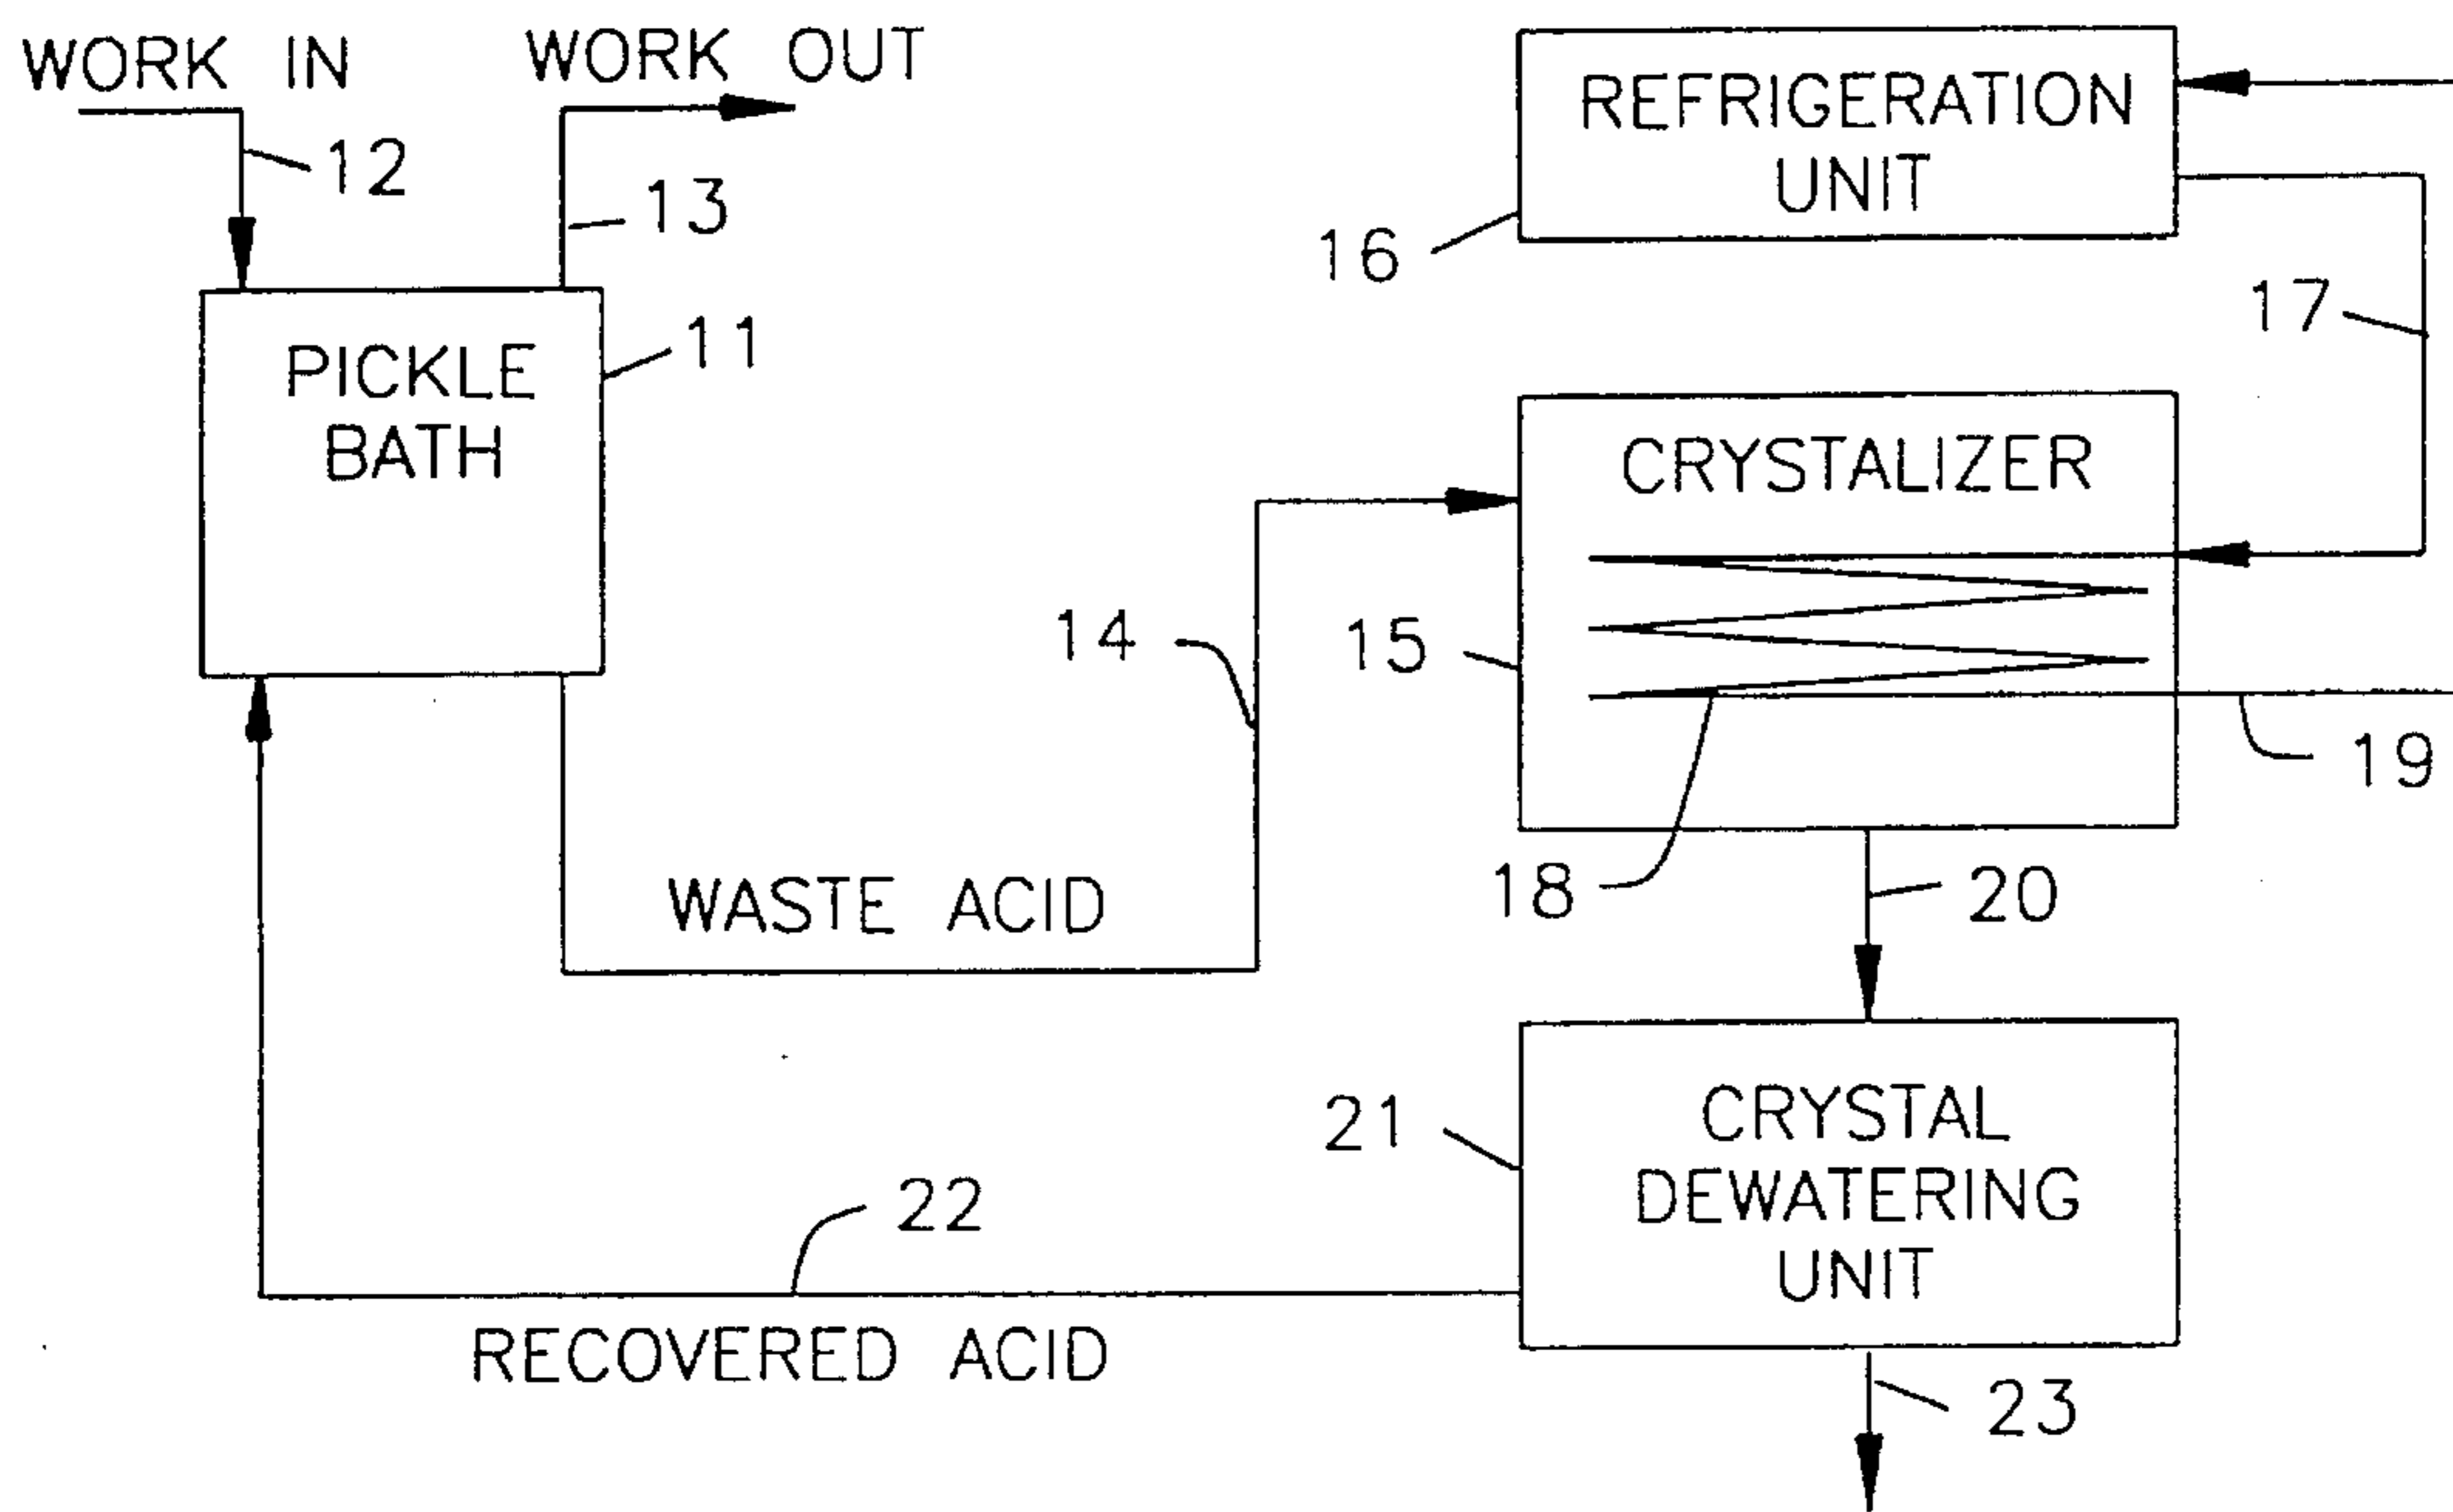 WORK IN
WORK OUT
12
13
REFRIGERATION
UNIT
16
17
PICKLE
BATH
11
CRYSTALIZER
14
15
18
19
WASTE ACID
20
21
CRYSTAL
DEWATERING
UNIT
22
RECOVERED ACID
23